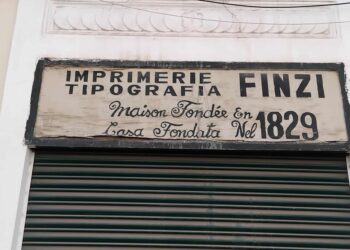 IMPRIMERIE
TIPOGRAFIA FINZI
Maison Fondée En
Casa Fondata Nel 1829